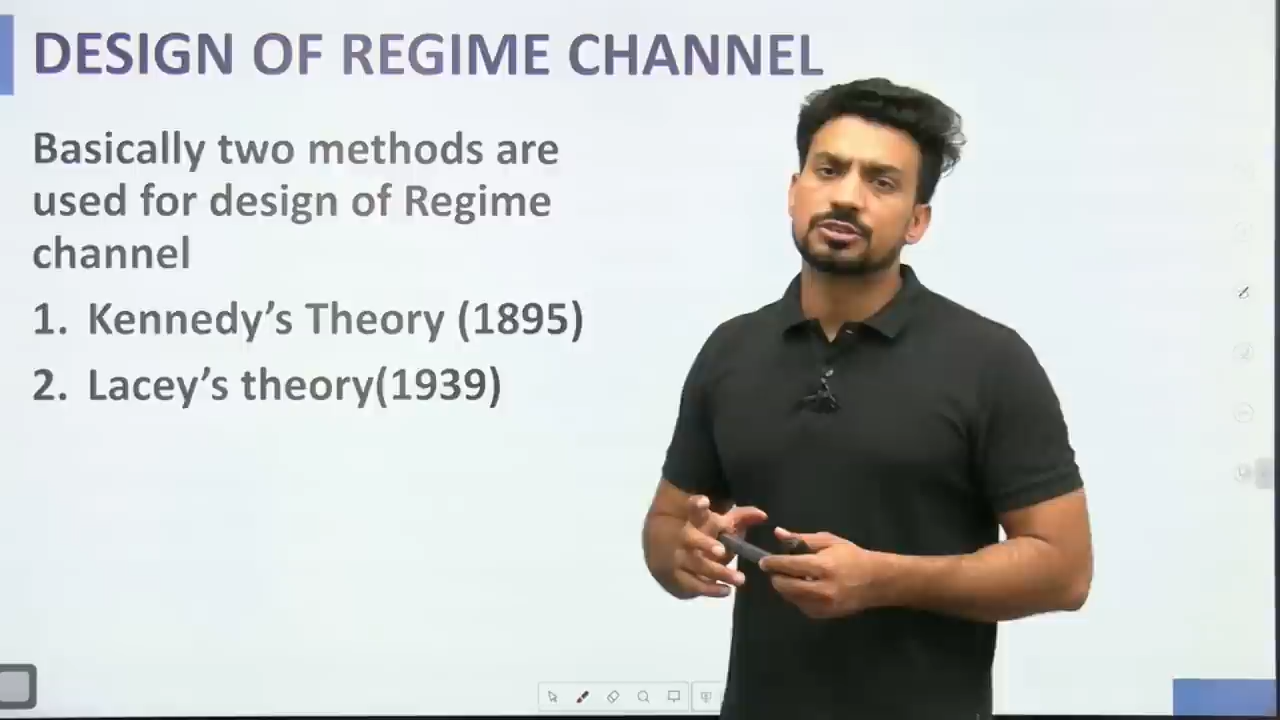 DESIGN OF REGIME CHANNEL
Basically two methods are
used for design of Regime
channel
1. Kennedy’s Theory (1895)
2. Lacey’s theory(1939)